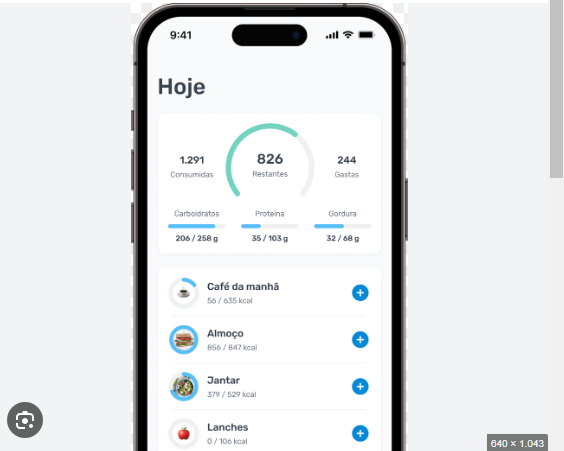 9:41
Hoje
1.291
Consumidas
826
Restantes
244
Gastas
Carboidratos
206 / 258 g
Proteína
35 / 103 g
Gordura
32 / 68 g
Café da manhã
56 / 635 kcal
Almoço
856 / 847 kcal
Jantar
379 / 529 kcal
Lanches
0 / 106 kcal
640 × 1.043